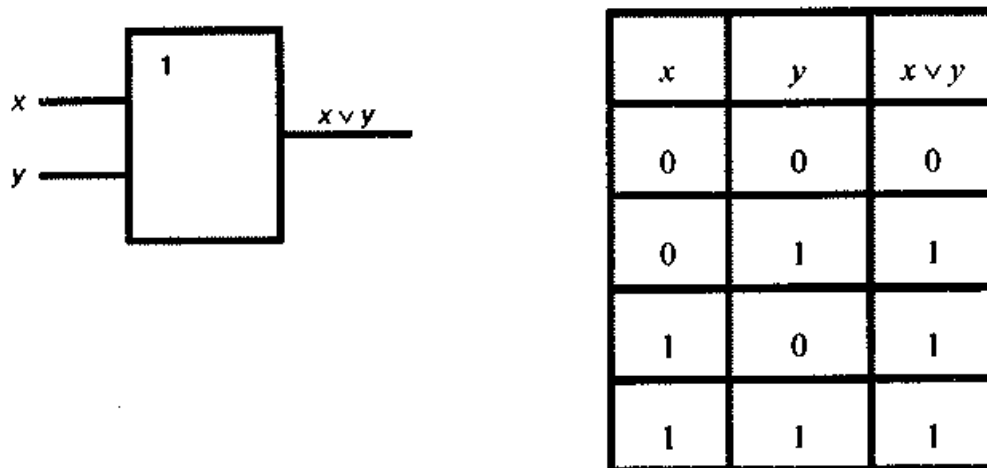 1
x
y
x ∨ y
x y x ∨ y
0 0 0
0 1 1
1 0 1
1 1 1